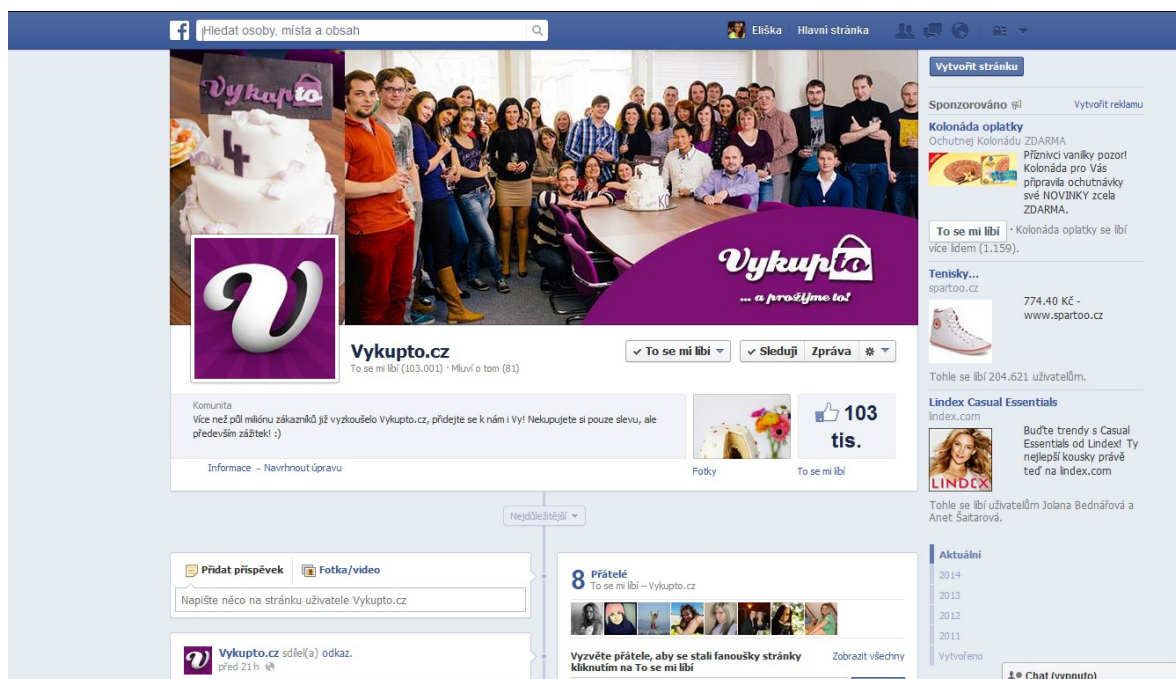 Hledat osoby, místa a obsah
Eliška
Hlavní stránka
Vykupto
4
Vykupto
... a prožijme to!
Vykupto.cz
To se mi líbí (103.001) · Mluví o tom (81)
To se mi líbí
Sleduji
Zpráva
Komunita
Více než půl miliónu zákazníků již vyzkoušelo Vykupto.cz, přidejte se k nám i Vy! Nekupujete si pouze slevu, ale
především zážitek! :)
Informace – Navrhnout úpravu
Fotky
103
tis.
To se mi líbí
Nejdůležitější
Přidat příspěvek
Fotka/video
Napište něco na stránku uživatele Vykupto.cz
Vykupto.cz sdílel(a) odkaz.
před 21 h
8 Přátelé
To se mi líbí – Vykupto.cz
Vyzvěte přátele, aby se stali fanoušky stránky
kliknutím na To se mi líbí
Zobrazit všechny
Vytvořit stránku
Sponzorováno
Vytvořit reklamu
Kolonáda oplatky
Ochutnej Kolonádu ZDARMA
Příznivci vanilky pozor!
Kolonáda pro Vás
připravila ochutnávky
své NOVINKY zcela
ZDARMA.
To se mi líbí · Kolonáda oplatky se líbí
více lidem (1.159).
Tenisky...
spartoo.cz
774.40 Kč -
www.spartoo.cz
Tohle se líbí 204.621 uživatelům.
Lindex Casual Essentials
lindex.com
Buďte trendy s Casual
Essentials od Lindex! Ty
nejlepší kousky právě
teď na lindex.com
LINDEX
Tohle se líbí uživatelům Jolana Bednářová a
Anet Šaitarová.
Aktuální
2014
2013
2012
2011
Vytvořeno
Chat (vypnuto)